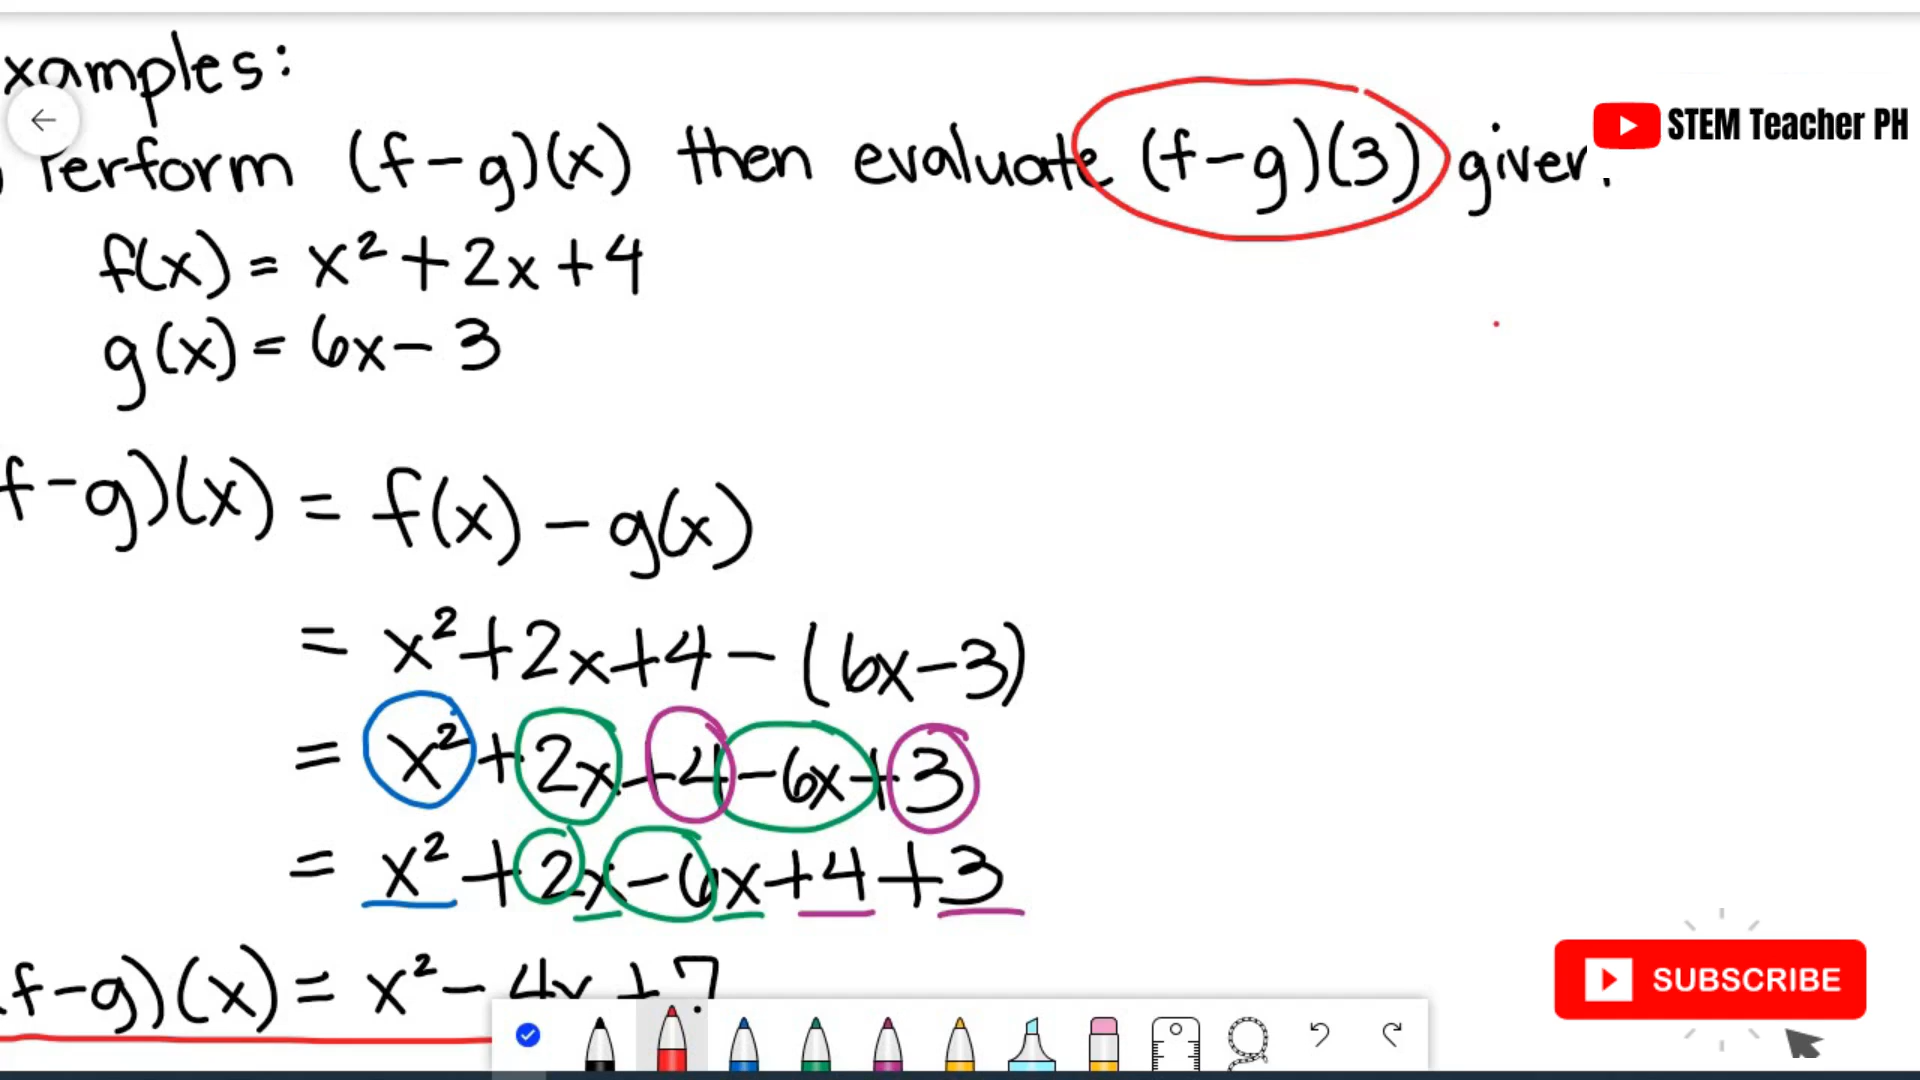 xamples:
Perform (f-g)(x) then evaluate (f-g)(3) given:
STEM Teacher PH
f(x) = x² + 2x + 4
g(x) = 6x - 3
f-g)(x) = f(x) - g(x)
= x² + 2x + 4 - (6x - 3)
= x² + 2x + 4 - 6x + 3
= x² + 2x - 6x + 4 + 3
f-g)(x) = x² - 4x + 7
SUBSCRIBE